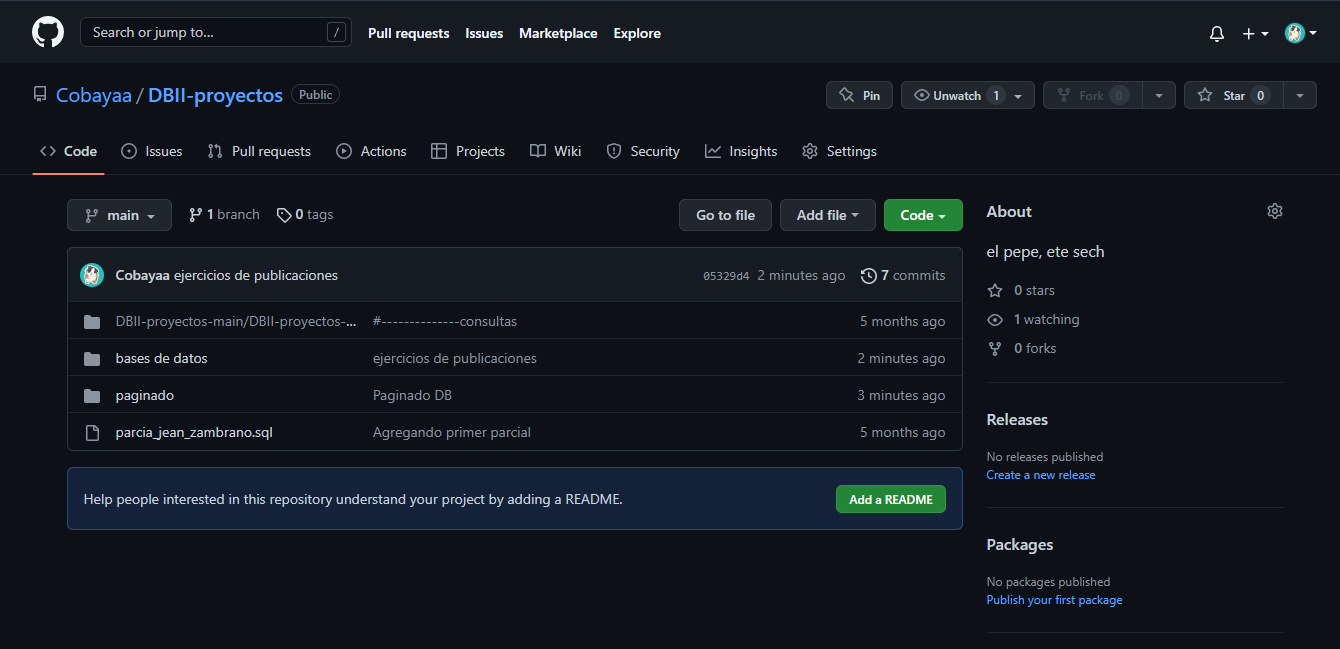 Search or jump to... / Pull requests Issues Marketplace Explore
Cobayaa / DBII-proyectos Public Pin Unwatch 1 Fork 0 Star 0
Code Issues Pull requests Actions Projects Wiki Security Insights Settings
main 1 branch 0 tags Go to file Add file Code
Cobayaa ejercicios de publicaciones 05329d4 2 minutes ago 7 commits
DBII-proyectos-main/DBII-proyectos-... #--------------consultas 5 months ago
bases de datos ejercicios de publicaciones 2 minutes ago
paginado Paginado DB 3 minutes ago
parcia_jean_zambrano.sql Agregando primer parcial 5 months ago
Help people interested in this repository understand your project by adding a README. Add a README
About
el pepe, ete sech
0 stars
1 watching
0 forks
Releases
No releases published
Create a new release
Packages
No packages published
Publish your first package